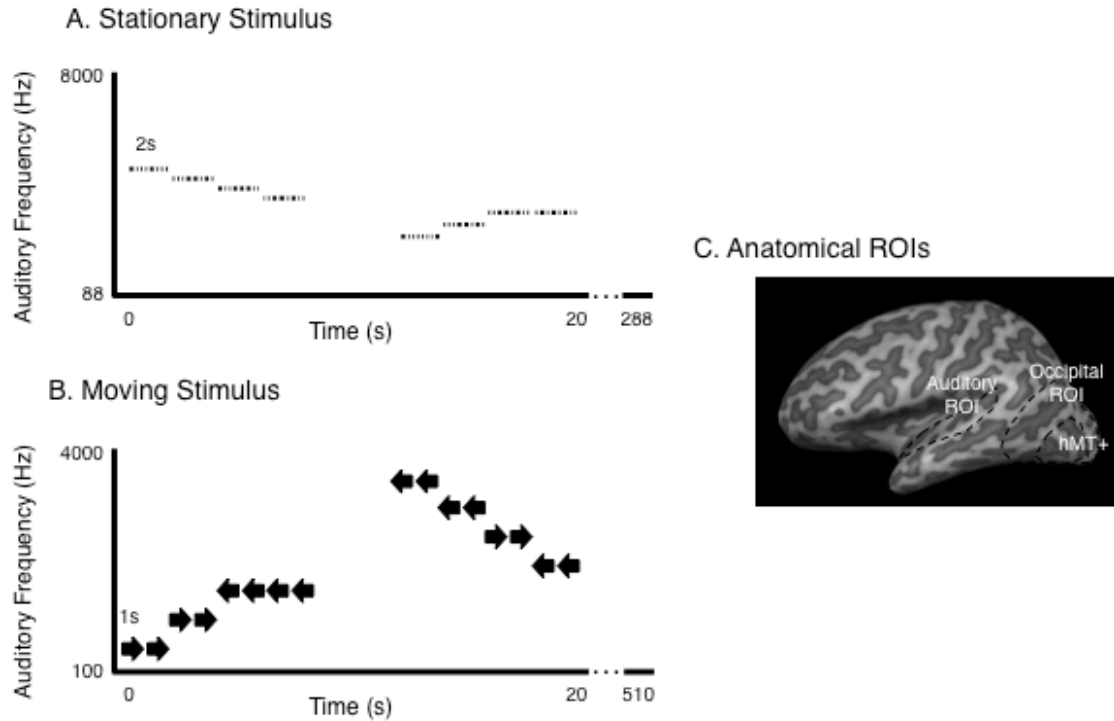 A. Stationary Stimulus
Auditory Frequency (Hz)
8000
88
2s
0
20
288
Time (s)
B. Moving Stimulus
Auditory Frequency (Hz)
4000
100
1s
0
20
510
Time (s)
C. Anatomical ROIs
Auditory
ROI
Occipital
ROI
hMT+